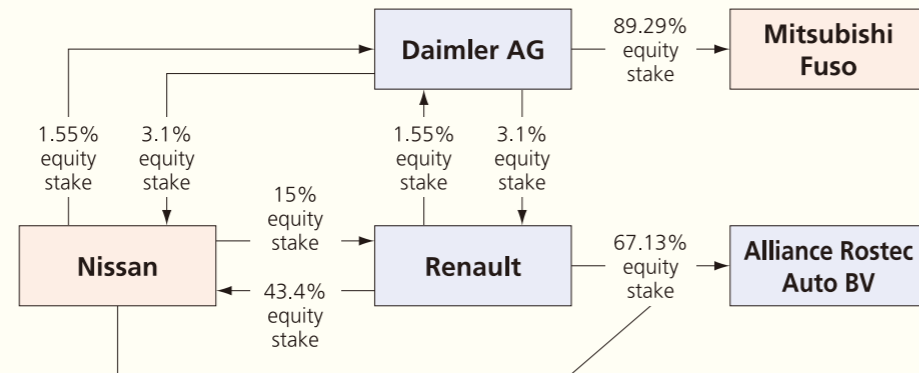 Daimler AG
89.29%
equity
stake
Mitsubishi
Fuso
1.55%
equity
stake
3.1%
equity
stake
1.55%
equity
stake
3.1%
equity
stake
15%
equity
stake
Nissan
Renault
43.4%
equity
stake
67.13%
equity
stake
Alliance Rostec
Auto BV